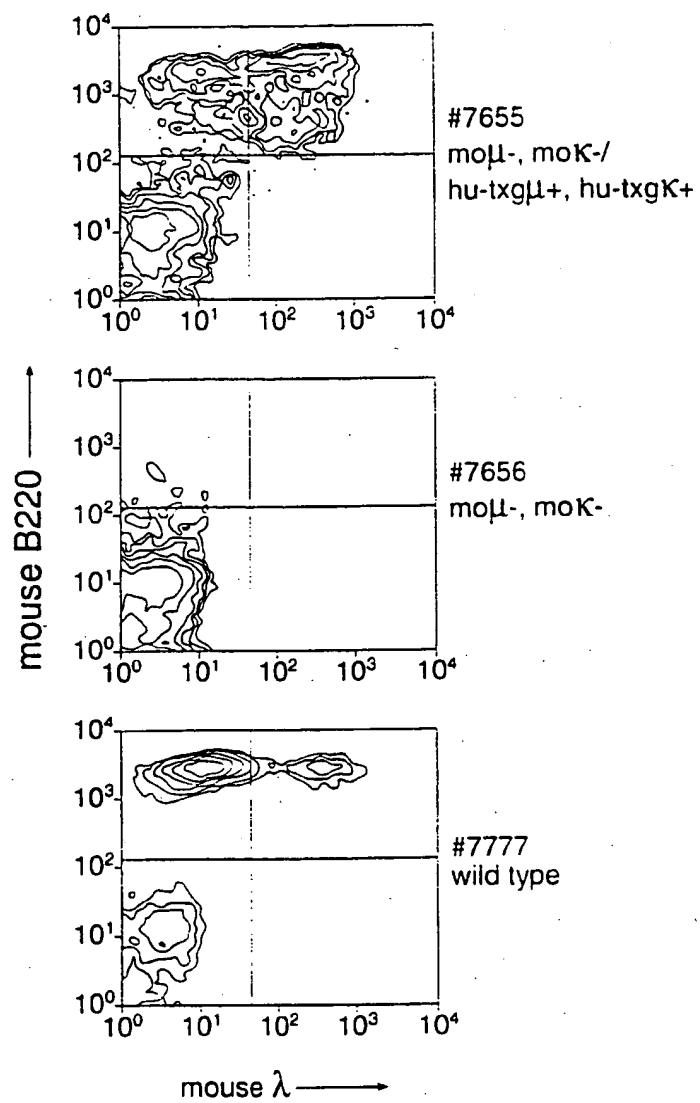 10⁴
10³
10²
10¹
10⁰
10⁰ 10¹ 10² 10³ 10⁴
#7655
moμ-, moκ-/
hu-txgμ+, hu-txgκ+
10⁴
10³
10²
10¹
10⁰
10⁰ 10¹ 10² 10³ 10⁴
#7656
moμ-, moκ-
10⁴
10³
10²
10¹
10⁰
10⁰ 10¹ 10² 10³ 10⁴
#7777
wild type
mouse B220
mouse λ